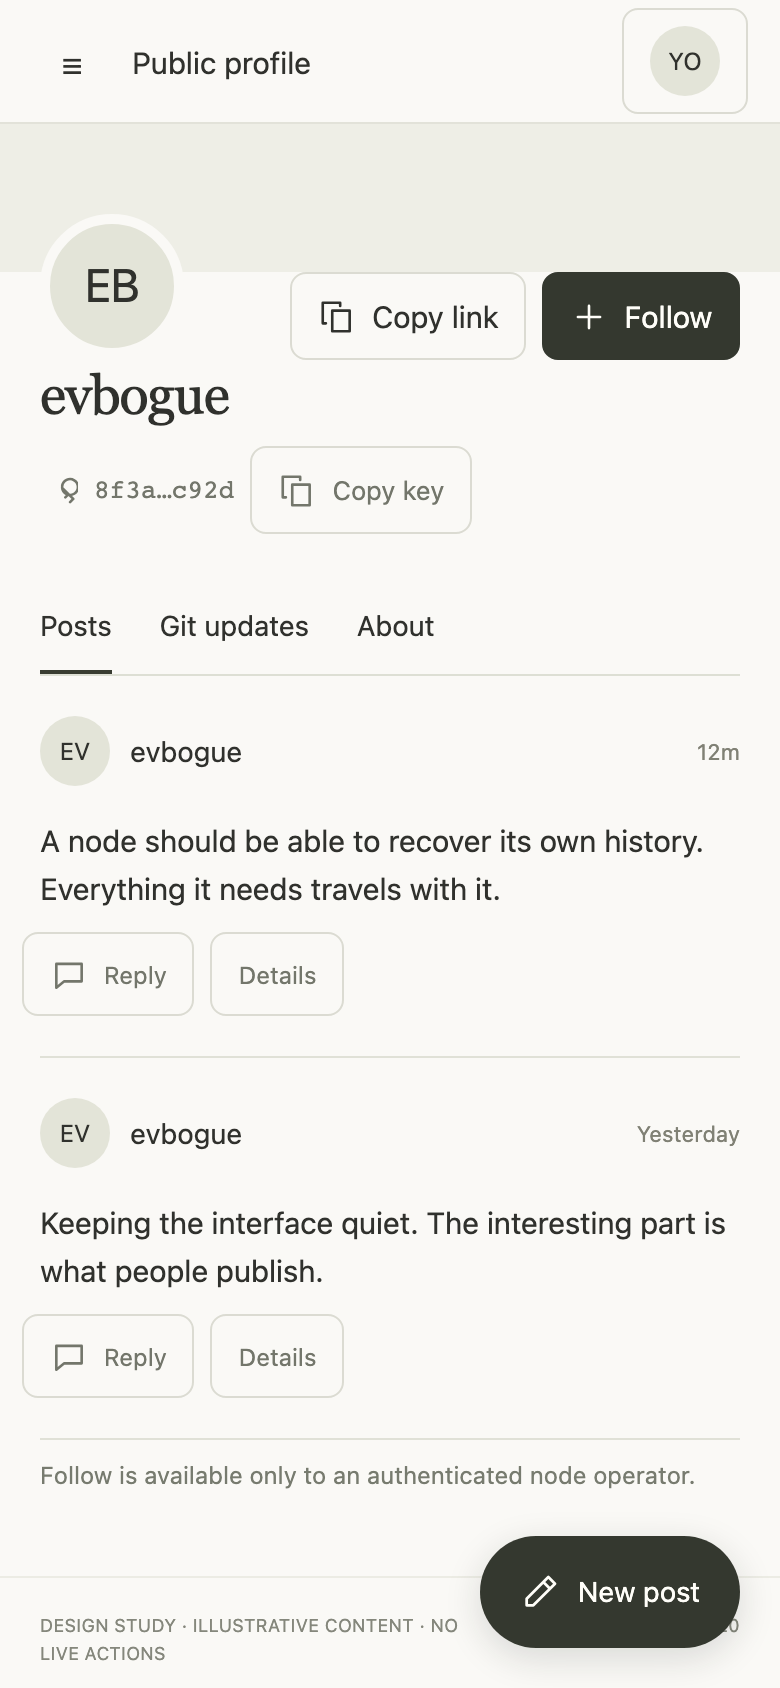 Public profile
YO
EB
Copy link
Follow
evbogue
8f3a…c92d
Copy key
Posts
Git updates
About
EV
evbogue
12m
A node should be able to recover its own history.
Everything it needs travels with it.
Reply
Details
EV
evbogue
Yesterday
Keeping the interface quiet. The interesting part is
what people publish.
Reply
Details
Follow is available only to an authenticated node operator.
New post
DESIGN STUDY · ILLUSTRATIVE CONTENT · NO
LIVE ACTIONS